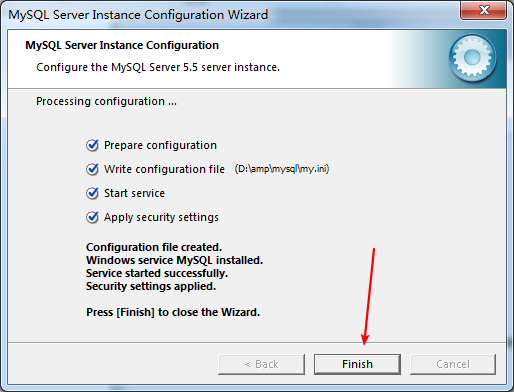 MySQL Server Instance Configuration Wizard
MySQL Server Instance Configuration
Configure the MySQL Server 5.5 server instance.
Processing configuration ...
Prepare configuration
Write configuration file (D:\amp\mysql\my.ini)
Start service
Apply security settings
Configuration file created.
Windows service MySQL installed.
Service started successfully.
Security settings applied.
Press [Finish] to close the Wizard.
< Back Finish Cancel